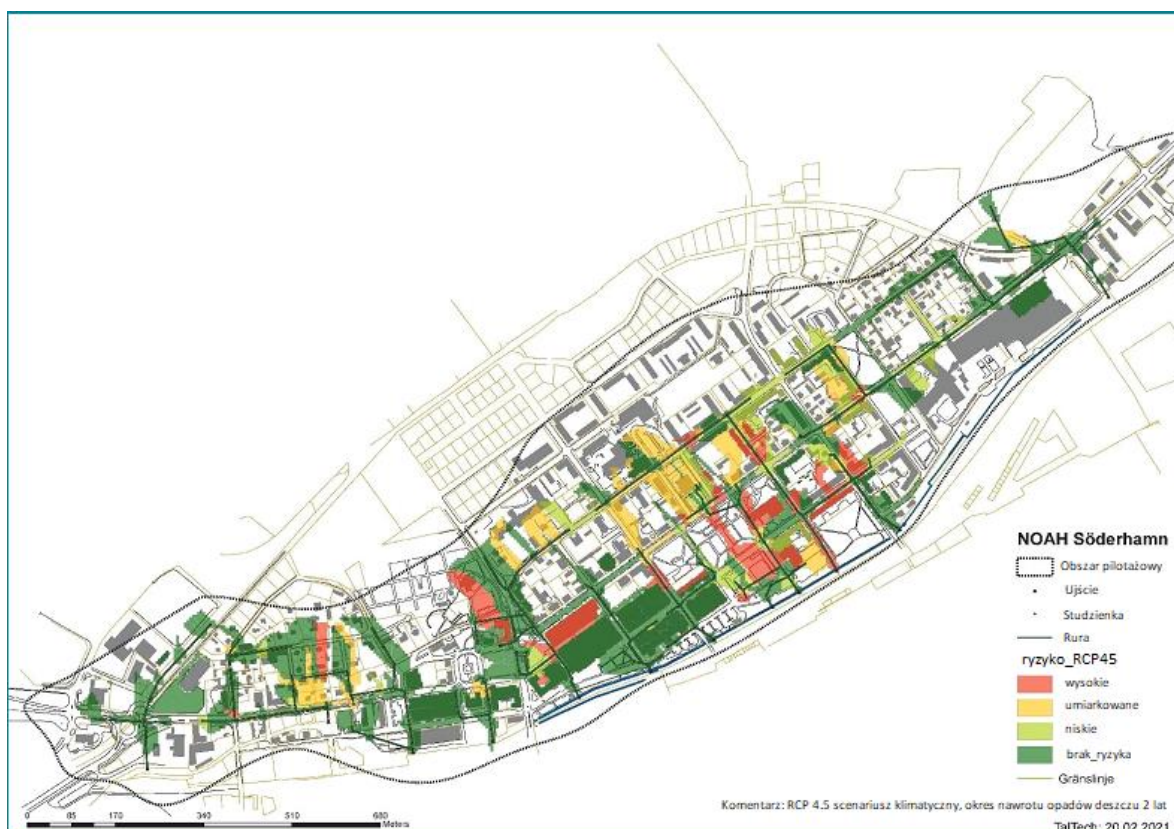 NOAH Söderhamn
Obszar pilotażowy
Ujście
Studzienka
Rura
ryzyko_RCP45
wysokie
umiarkowane
niskie
brak_ryzyka
Gränslinje
Komentarz: RCP 4.5 scenariusz klimatyczny, okres nawrotu opadów deszczu 2 lat
TalTech; 20.02.2021
0 85 170 340 510 680
Meters